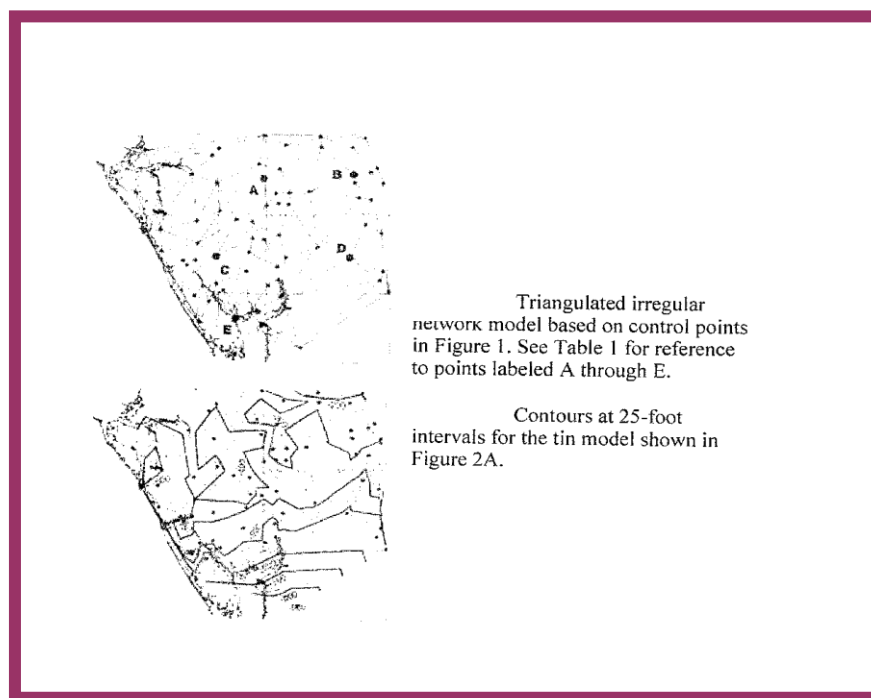 A
B
C
D
E
Triangulated irregular
network model based on control points
in Figure 1. See Table 1 for reference
to points labeled A through E.
Contours at 25-foot
intervals for the tin model shown in
Figure 2A.